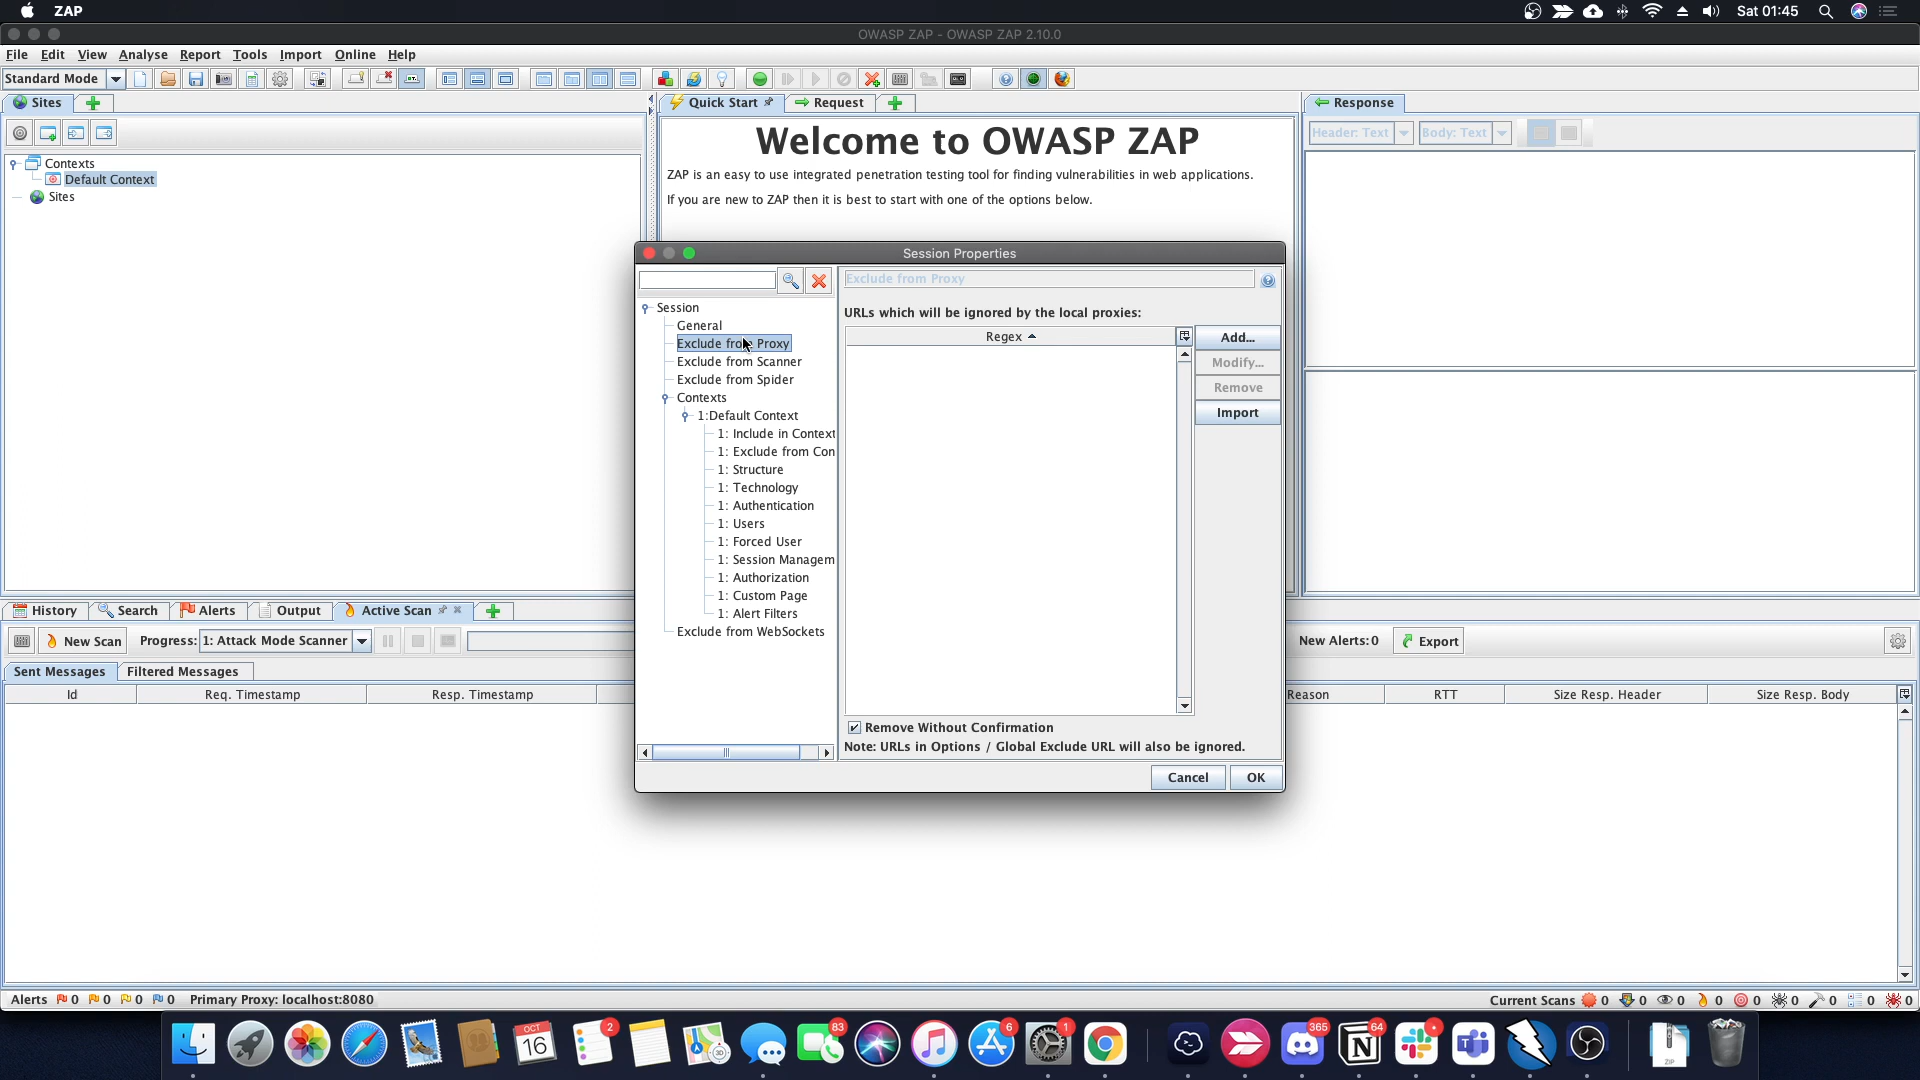 ZAP
Sat 01:45
OWASP ZAP - OWASP ZAP 2.10.0
File Edit View Analyse Report Tools Import Online Help
Standard Mode
Sites
Quick Start
Request
Response
Header: Text
Body: Text
Welcome to OWASP ZAP
ZAP is an easy to use integrated penetration testing tool for finding vulnerabilities in web applications.
If you are new to ZAP then it is best to start with one of the options below.
Contexts
Default Context
Sites
Session Properties
Exclude from Proxy
Session
General
Exclude from Proxy
Exclude from Scanner
Exclude from Spider
Contexts
1:Default Context
1: Include in Context
1: Exclude from Con
1: Structure
1: Technology
1: Authentication
1: Users
1: Forced User
1: Session Managem
1: Authorization
1: Custom Page
1: Alert Filters
Exclude from WebSockets
URLs which will be ignored by the local proxies:
Regex
Add...
Modify...
Remove
Import
Remove Without Confirmation
Note: URLs in Options / Global Exclude URL will also be ignored.
Cancel OK
History Search Alerts Output Active Scan
New Scan Progress: 1: Attack Mode Scanner
New Alerts: 0 Export
Sent Messages Filtered Messages
Id Req. Timestamp Resp. Timestamp Reason RTT Size Resp. Header Size Resp. Body
Alerts 0 0 0 0 Primary Proxy: localhost:8080
Current Scans 0 0 0 0 0 0 0 0 0
OCT
16
2
83
6
1
365
64
ZIP